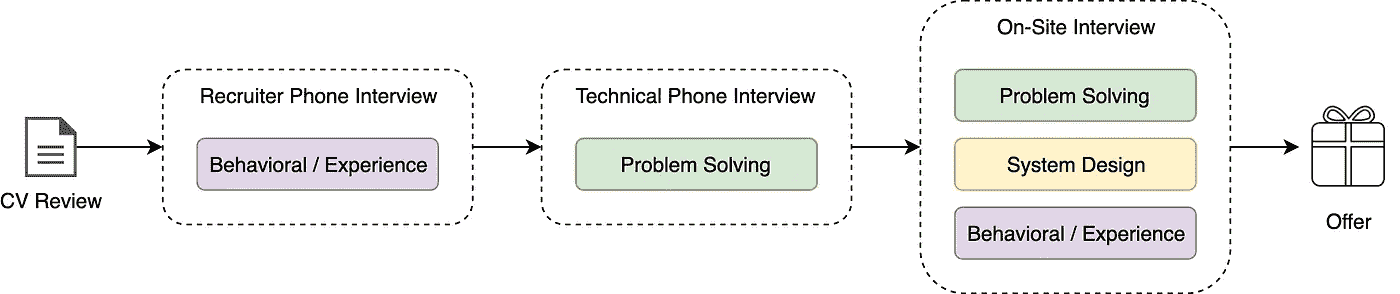 CV Review
Recruiter Phone Interview
Behavioral / Experience
Technical Phone Interview
Problem Solving
On-Site Interview
Problem Solving
System Design
Behavioral / Experience
Offer